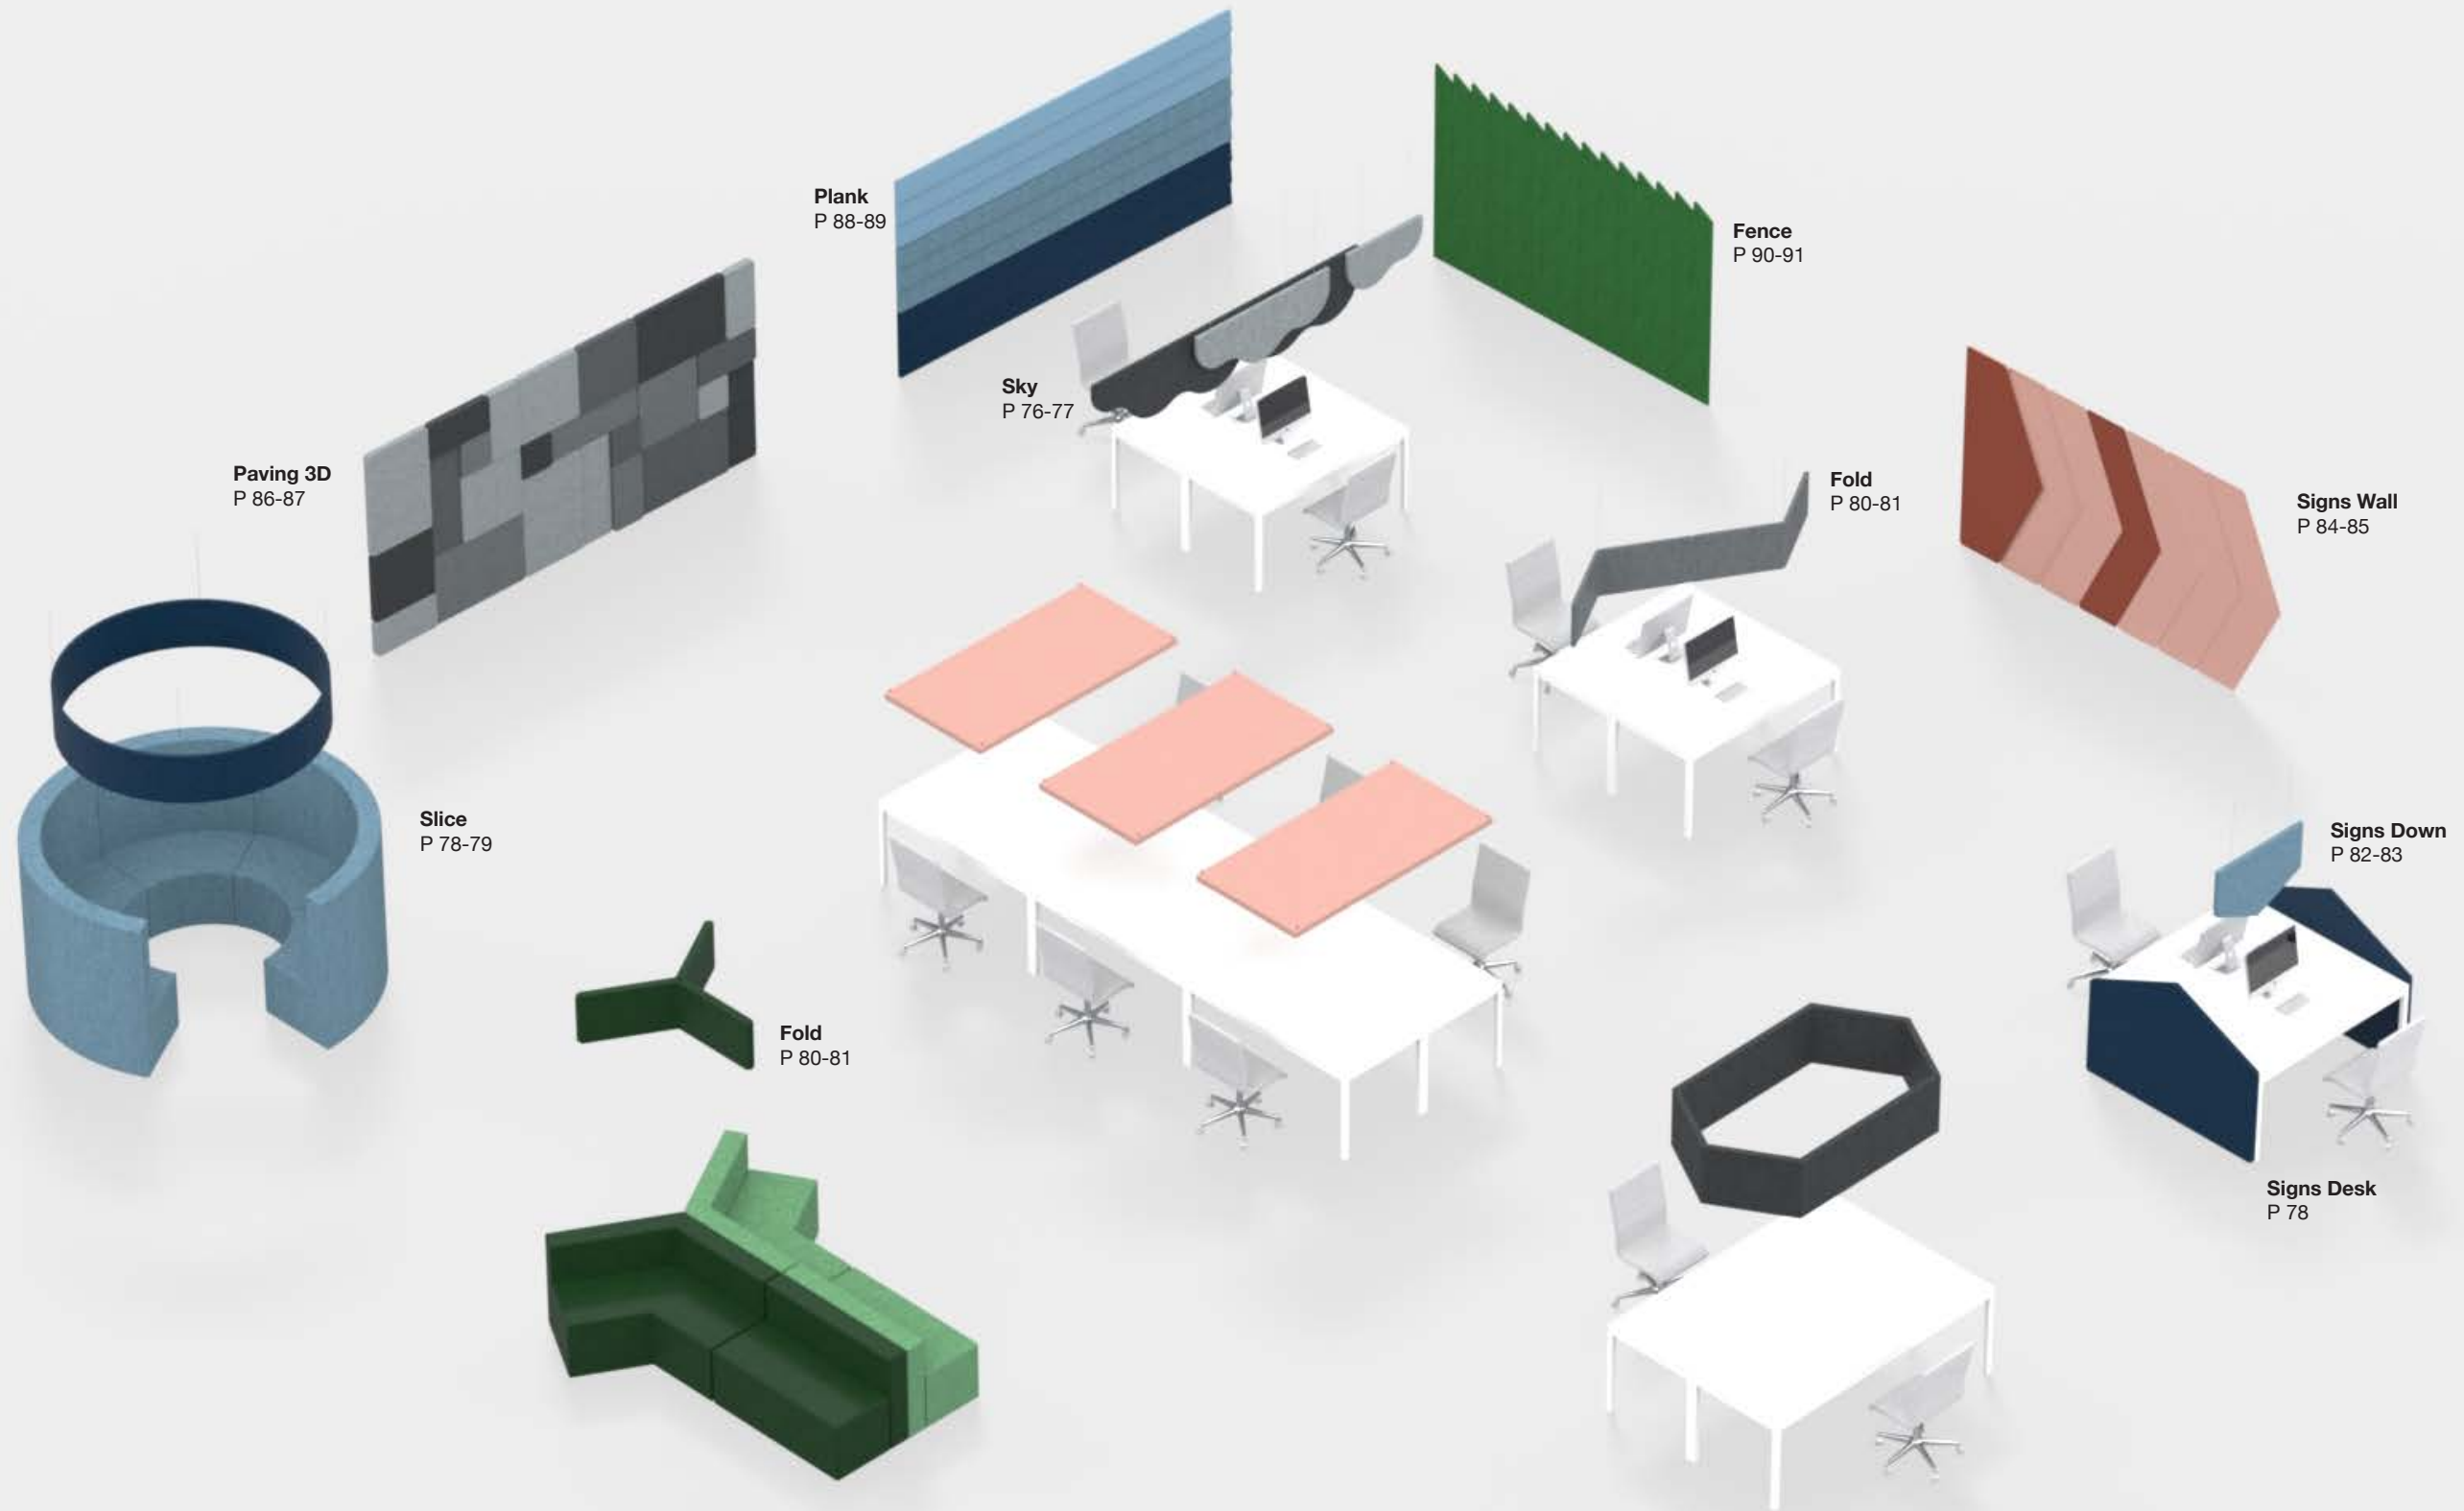 Plank
P 88-89
Fence
P 90-91
Sky
P 76-77
Paving 3D
P 86-87
Fold
P 80-81
Signs Wall
P 84-85
Slice
P 78-79
Signs Down
P 82-83
Fold
P 80-81
Signs Desk
P 78